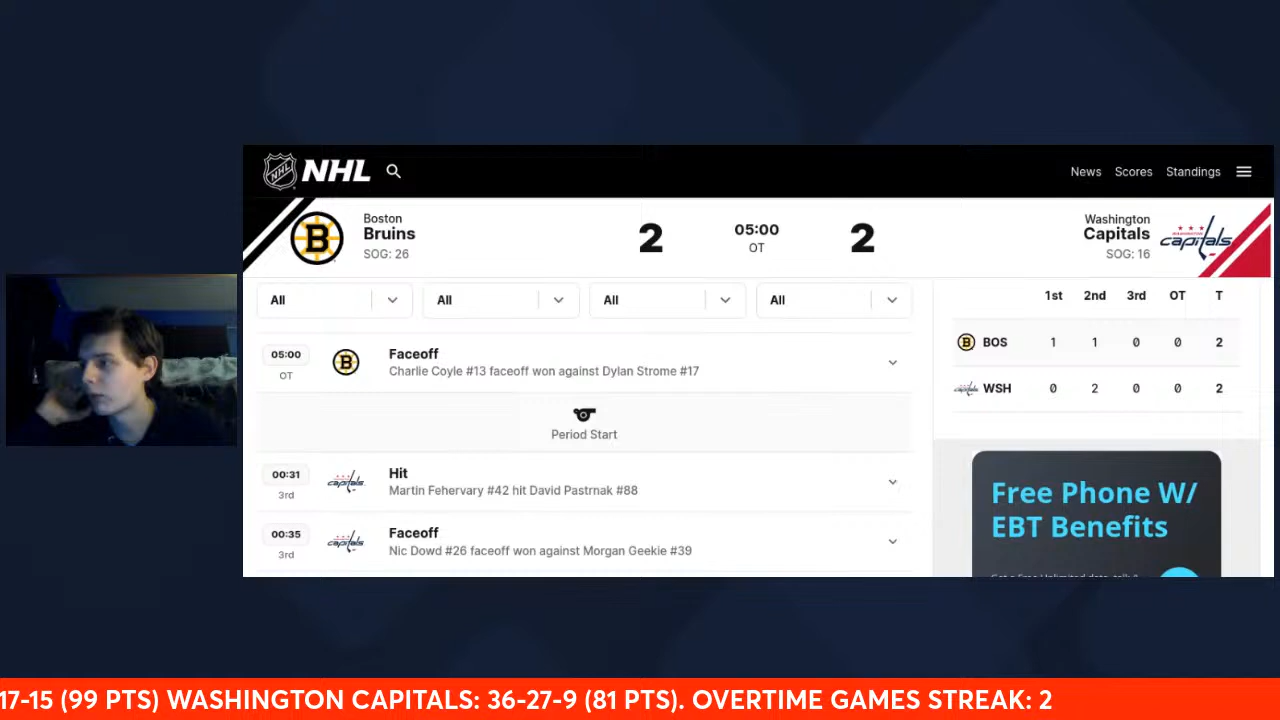 NHL
News Scores Standings
Boston
Bruins
SOG: 26
2
05:00
OT
2
Washington
Capitals
SOG: 16
capitals
All All All All
05:00
OT
Faceoff
Charlie Coyle #13 faceoff won against Dylan Strome #17
Period Start
00:31
3rd
Hit
Martin Fehervary #42 hit David Pastrnak #88
00:35
3rd
Faceoff
Nic Dowd #26 faceoff won against Morgan Geekie #39
1st 2nd 3rd OT T
BOS 1 1 0 0 2
WSH 0 2 0 0 2
Free Phone W/
EBT Benefits
17-15 (99 PTS) WASHINGTON CAPITALS: 36-27-9 (81 PTS). OVERTIME GAMES STREAK: 2